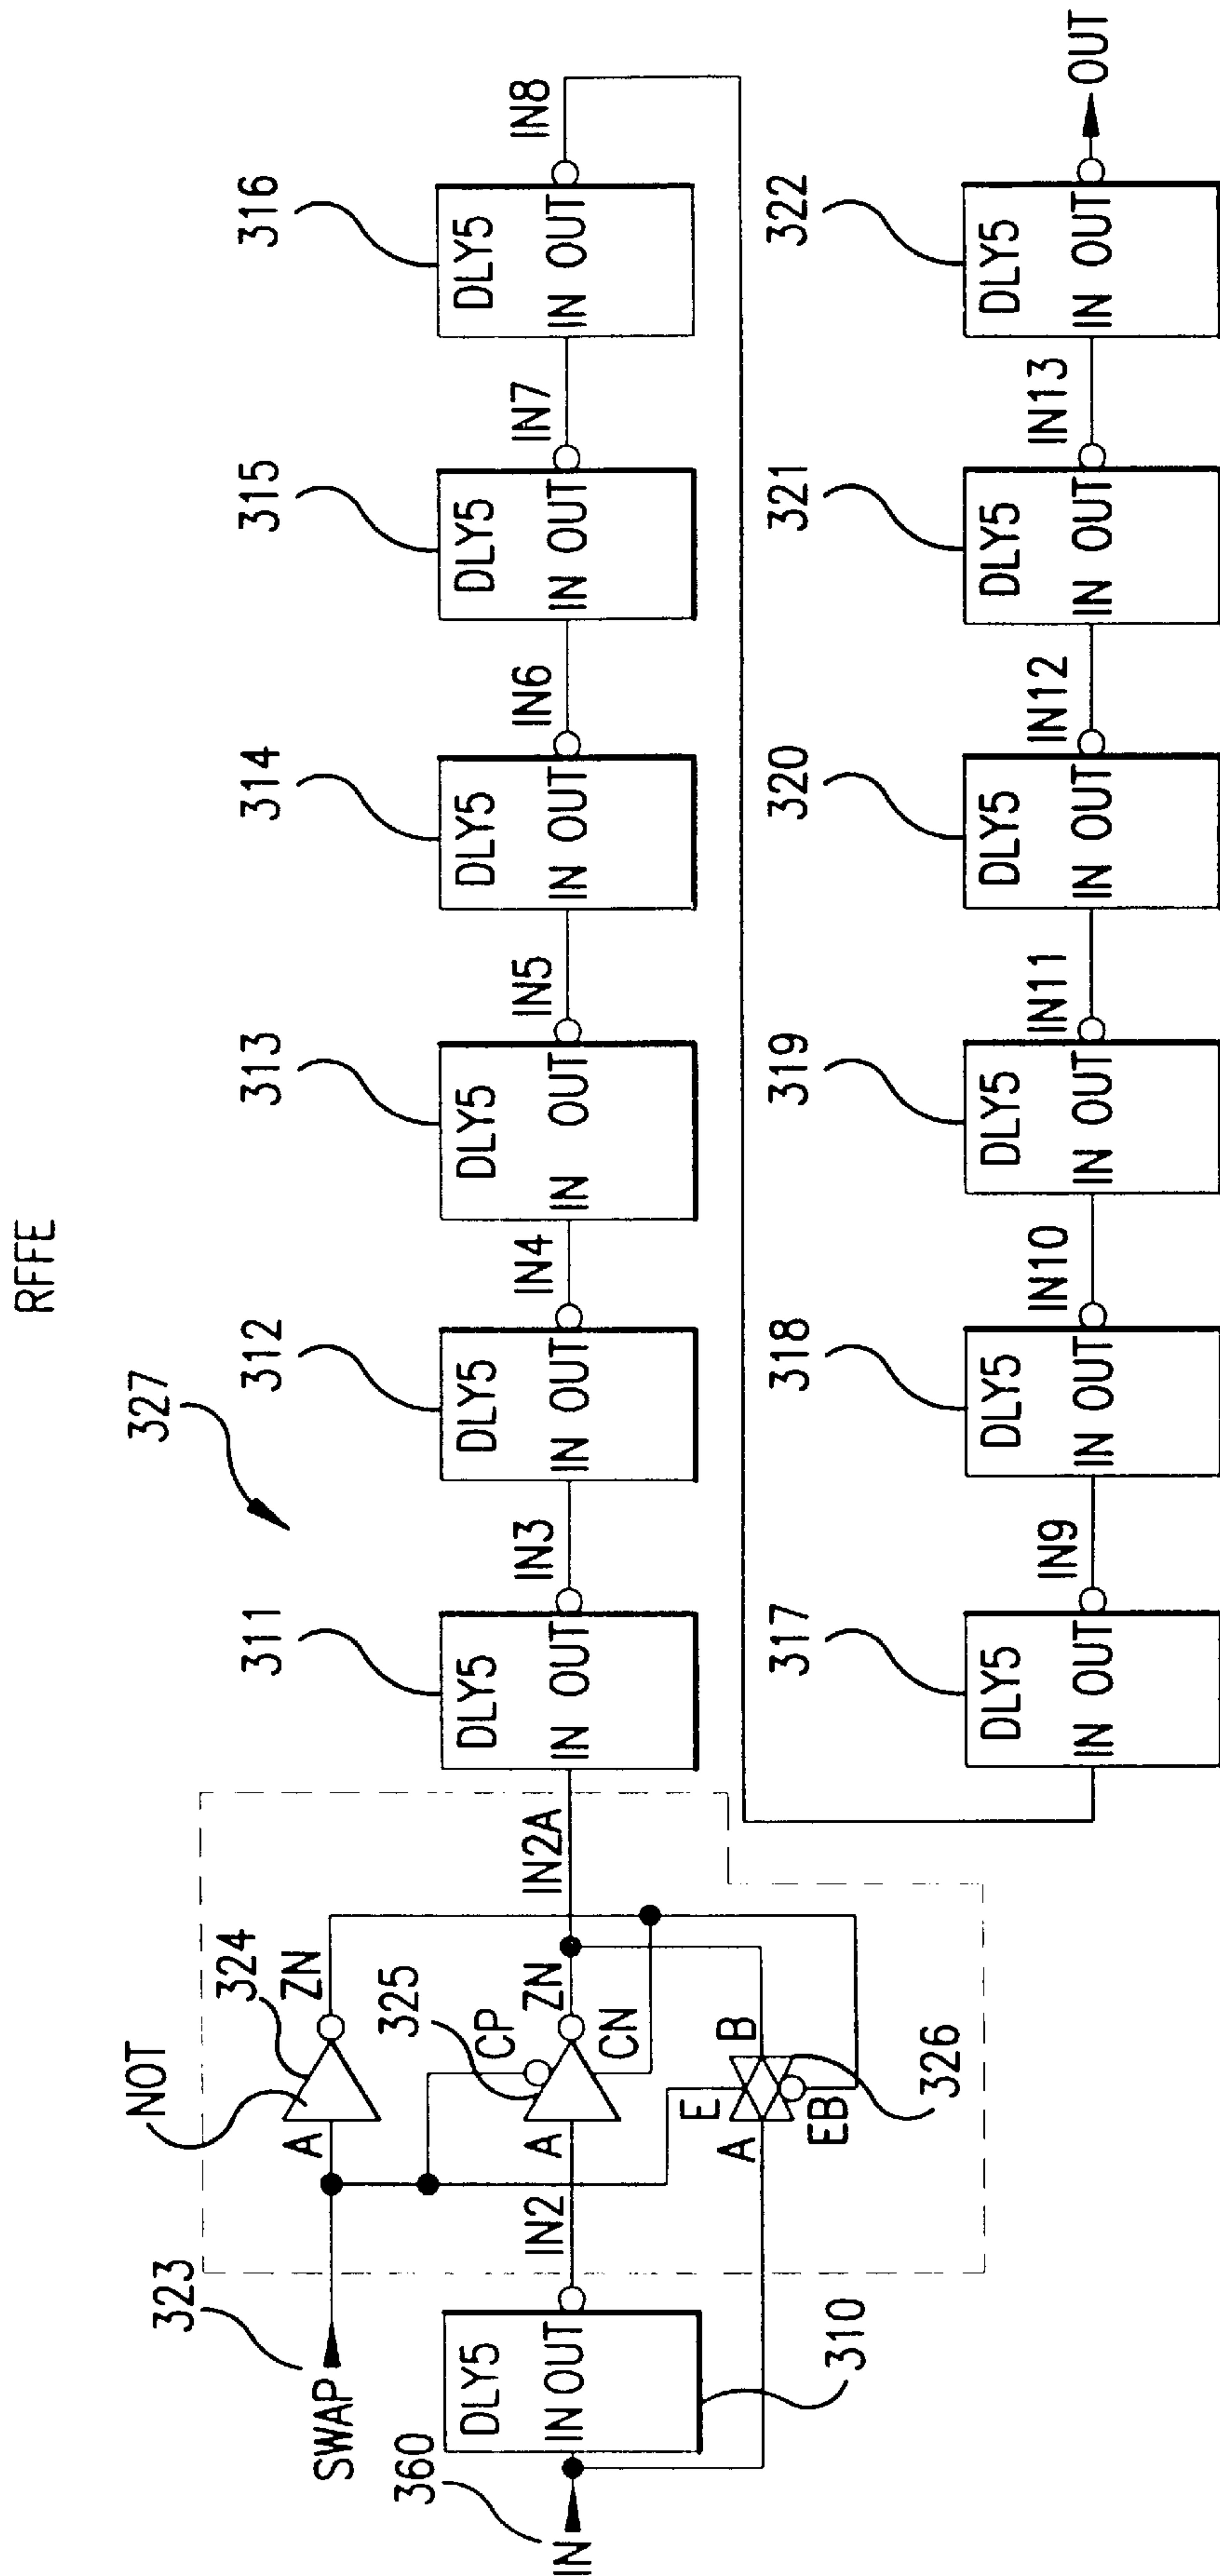 RFFE
327
311
312
313
314
315
316
DLY5
IN OUT
DLY5
IN OUT
DLY5
IN OUT
DLY5
IN OUT
DLY5
IN OUT
DLY5
IN OUT
IN2A
IN3
IN4
IN5
IN6
IN7
IN8
323
SWAP
NOT
324
A
ZN
325
CP
A
ZN
CN
IN2
E
A
B
EB
326
360
IN
DLY5
IN OUT
310
317
318
319
320
321
322
DLY5
IN OUT
DLY5
IN OUT
DLY5
IN OUT
DLY5
IN OUT
DLY5
IN OUT
DLY5
IN OUT
IN9
IN10
IN11
IN12
IN13
OUT